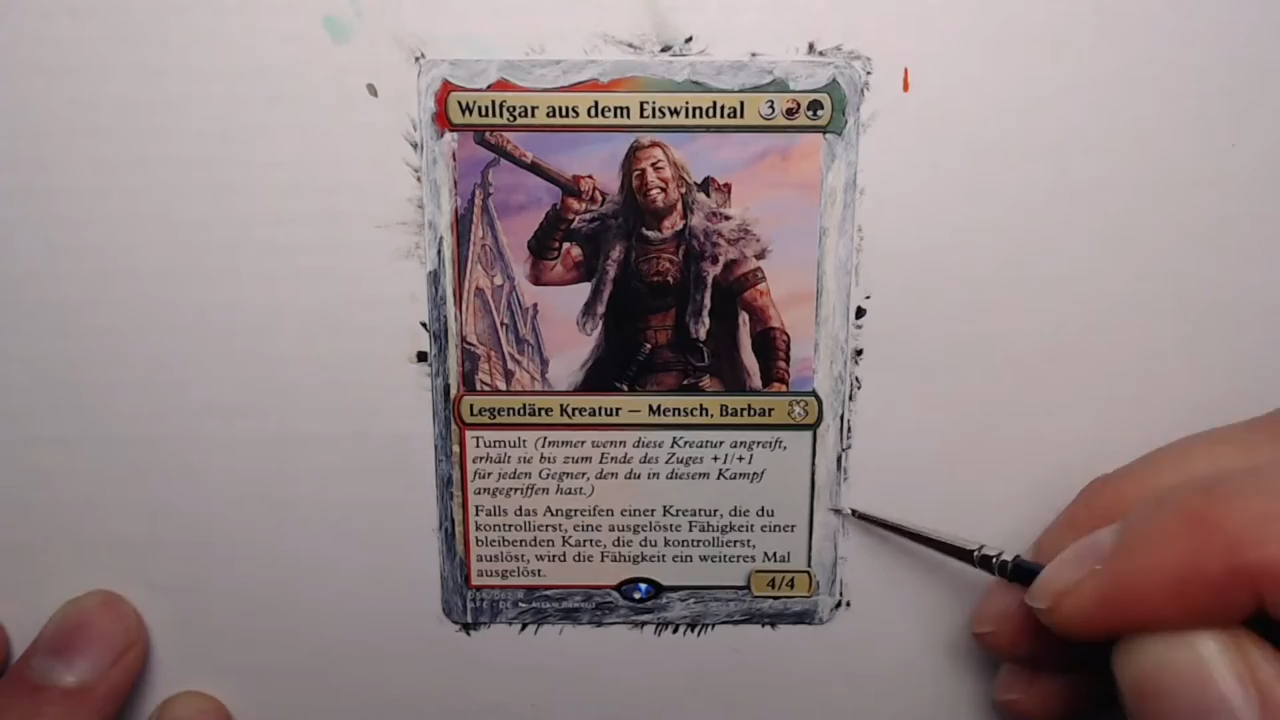 Wulfgar aus dem Eiswindtal 3
Legendäre Kreatur — Mensch, Barbar
Tumult (Immer wenn diese Kreatur angreift,
erhält sie bis zum Ende des Zuges +1/+1
für jeden Gegner, den du in diesem Kampf
angegriffen hast.)
Falls das Angreifen einer Kreatur, die du
kontrollierst, eine ausgelöste Fähigkeit einer
bleibenden Karte, die du kontrollierst,
auslöst, wird die Fähigkeit ein weiteres Mal
ausgelöst.
4/4
AFC • DE